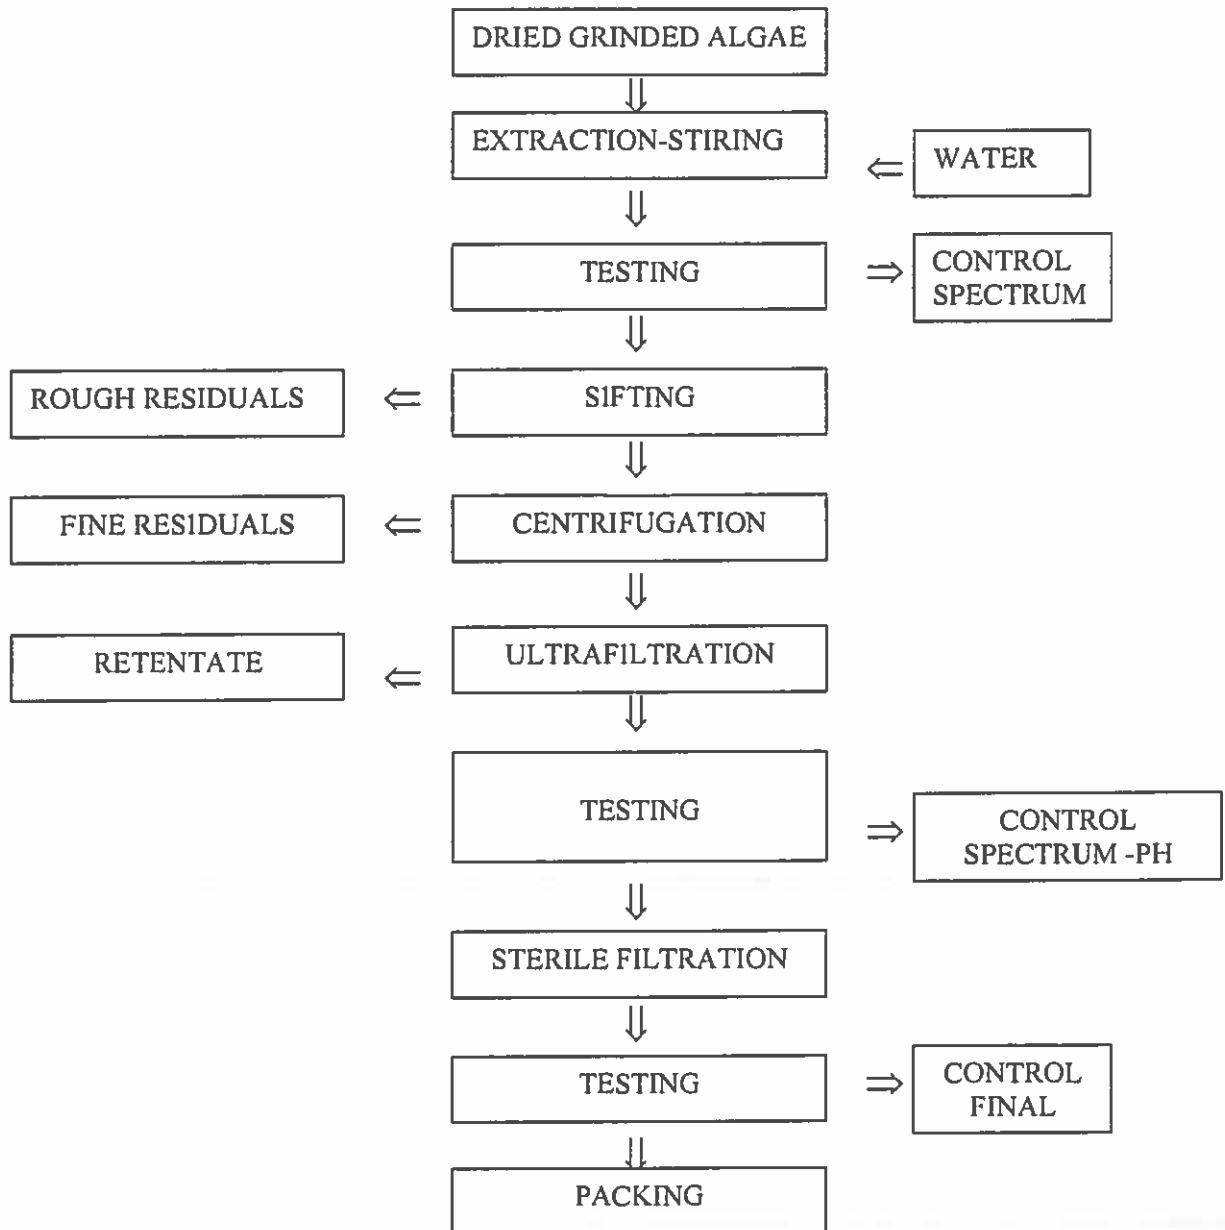 DRIED GRINDED ALGAE
EXTRACTION-STIRING
WATER
TESTING
CONTROL
SPECTRUM
ROUGH RESIDUALS
SIFTING
FINE RESIDUALS
CENTRIFUGATION
RETENTATE
ULTRAFILTRATION
TESTING
CONTROL
SPECTRUM -PH
STERILE FILTRATION
TESTING
CONTROL
FINAL
PACKING